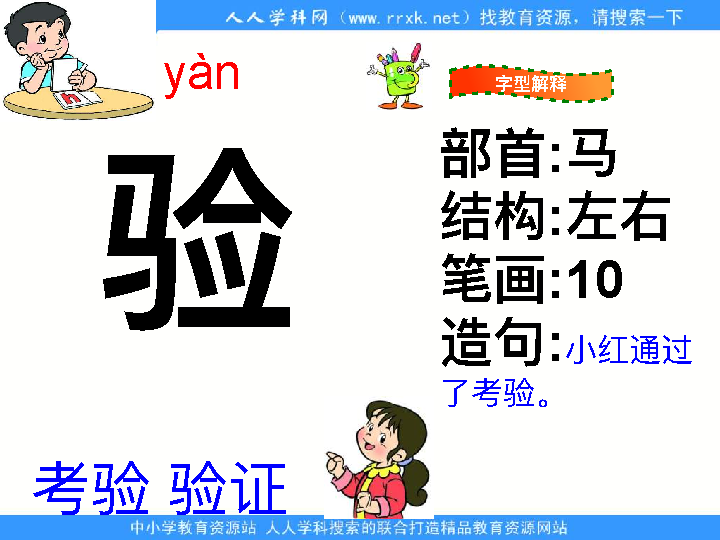 人人学科网（www.rrxk.net）找教育资源，请搜索一下
yàn
字型解释
验
部首:马
结构:左右
笔画:10
造句:小红通过
了考验。
考验 验证
中小学教育资源站 人人学科搜索的联合打造精品教育资源网站